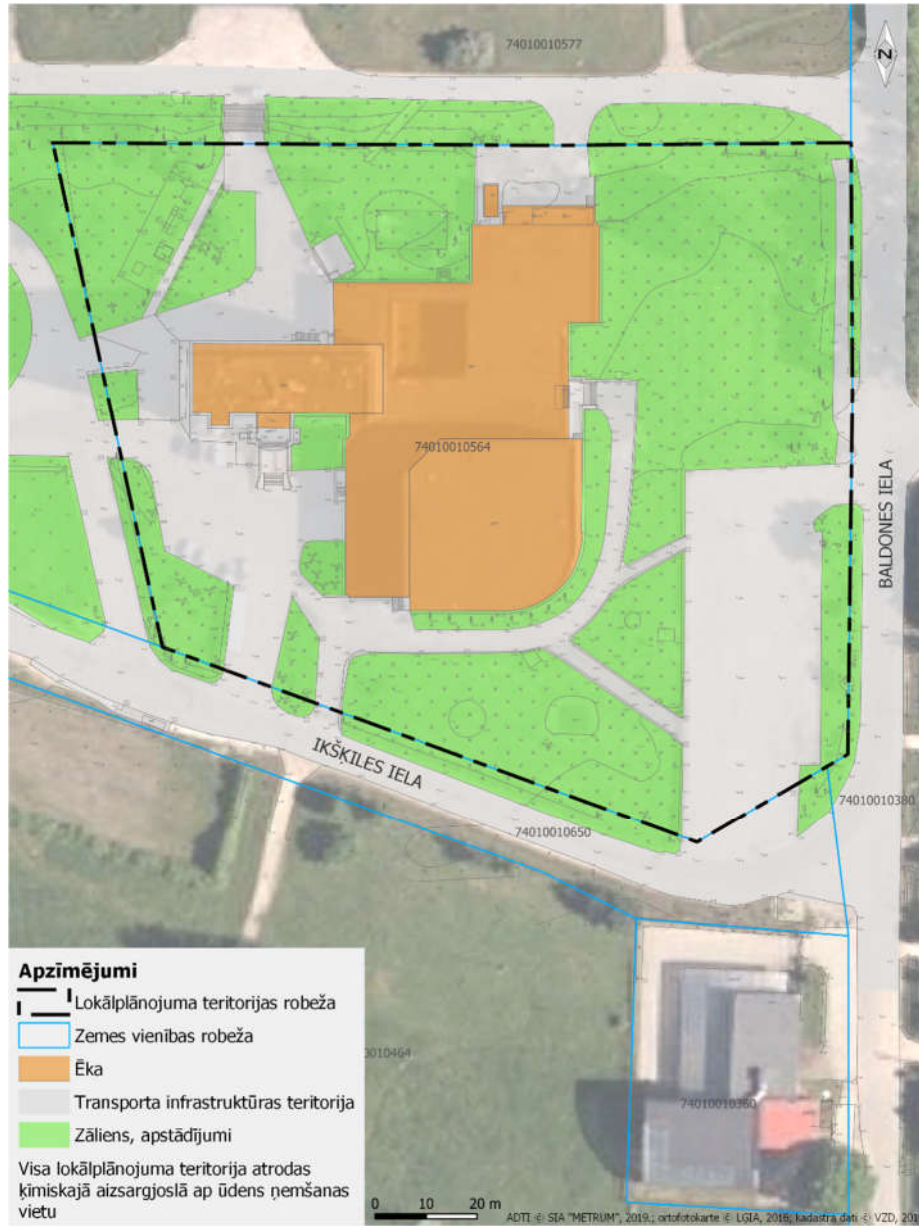 74010010577
Z
74010010564
BALDONES IELA
IKŠĶILES IELA
74010010380
74010010650
Apzīmējumi
Lokālplānojuma teritorijas robeža
Zemes vienības robeža
Ēka
3010464
Transporta infrastruktūras teritorija
74010010360
Zāliens, apstādījumi
Visa lokālplānojuma teritorija atrodas
ķimiskajā aizsargjoslā ap ūdens ņemšanas
vietu
0 10 20 m
ADTI © SIA "METRUM", 2019.; ortofotokarte © LĢIA, 2016; kadastra dati © VZD, 201